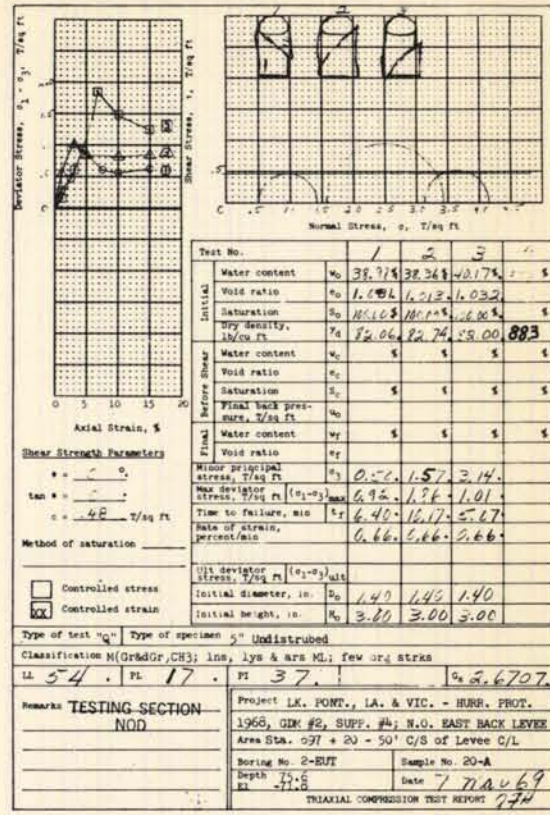 1 2 3
Deviator Stress, σ1 - σ3, T/sq ft
Shear Stress, τ, T/sq ft
.5
0 5 10 15 20
Axial Strain, %
Normal Stress, σ, T/sq ft
Shear Strength Parameters
tan φ =
c = .48 T/sq ft
Method of saturation
Controlled stress
XX Controlled strain
Test No. 1 2 3
Initial
Water content w0 % 38.36% 40.17% %
Void ratio e0 1.013 1.032
Saturation S0
Dry density, lb/cu ft γd 82.06 82.74 883
Before Shear
Water content wc % % % %
Void ratio ec
Saturation Sc % % % %
Final back pressure, T/sq ft u0
Final
Water content wf % % % %
Void ratio ef
Minor principal stress, T/sq ft σ3 1.57 3.14
Max deviator stress, T/sq ft (σ1-σ3)max 0.92 1.01
Time to failure, min tf 6.40
Rate of strain, percent/min 0.66 0.66 0.66
Ult deviator stress, T/sq ft (σ1-σ3)ult
Initial diameter, in. D0 1.40 1.40 1.40
Initial height, in. H0 3.00 3.00 3.00
Type of test "Q" Type of specimen 5" Undistrubed
Classification M(Gr&dGr,CH3; lns, lys & ars ML; few org strks
LL 54 . PL 17 . PI 37. Gs 2.6707.
Remarks TESTING SECTION
NOD
Project LK. PONT., LA. & VIC. - HURR. PROT.
1968, GDM #2, SUPP. #4; N.O. EAST BACK LEVEE
Area Sta. 697 + 20 - 50' C/S of Levee C/L
Boring No. 2-EUT Sample No. 20-A
Depth 75.6
El -71.8 Date 7 Nov 69
TRIAXIAL COMPRESSION TEST REPORT